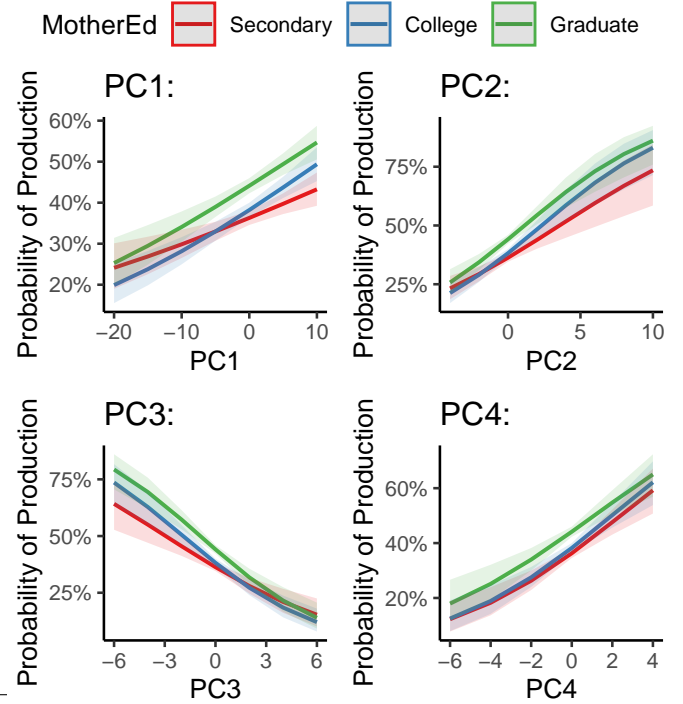 MotherEd Secondary College Graduate
PC1:
Probability of Production
60%
50%
40%
30%
20%
−20 −10 0 10
PC1
PC2:
Probability of Production
75%
50%
25%
0 5 10
PC2
PC3:
Probability of Production
75%
50%
25%
−6 −3 0 3 6
PC3
PC4:
Probability of Production
60%
40%
20%
−6 −4 −2 0 2 4
PC4